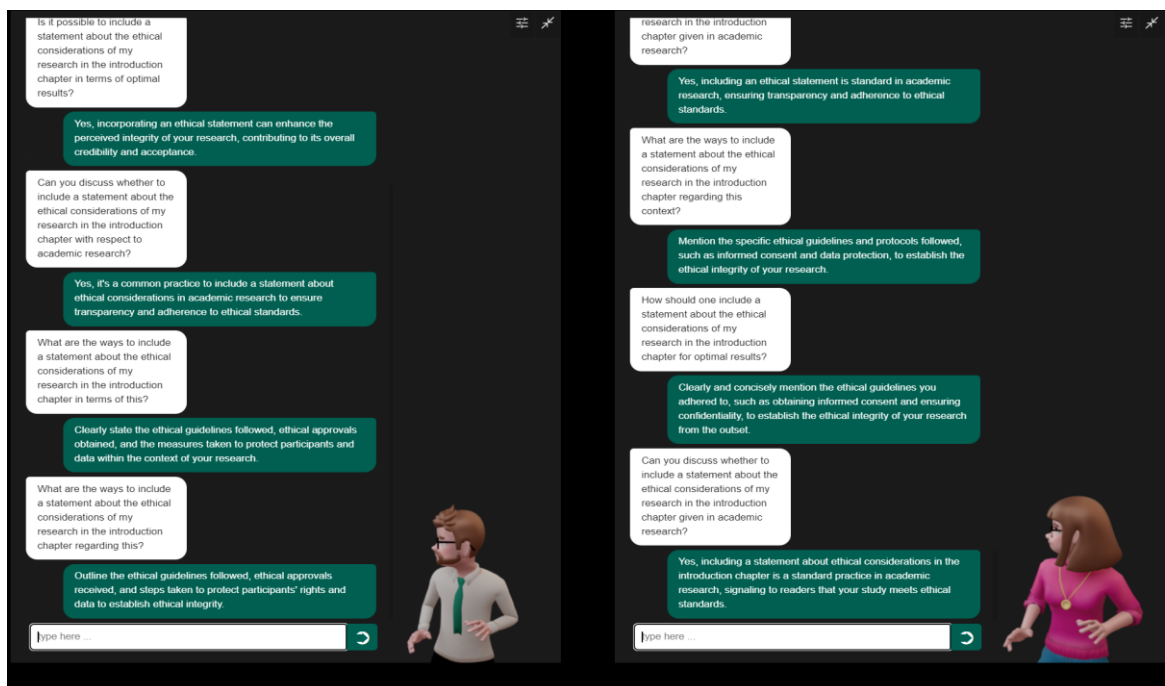 Is it possible to include a
statement about the ethical
considerations of my
research in the introduction
chapter in terms of optimal
results?
Yes, incorporating an ethical statement can enhance the
perceived integrity of your research, contributing to its overall
credibility and acceptance.
Can you discuss whether to
include a statement about the
ethical considerations of my
research in the introduction
chapter with respect to
academic research?
Yes, it's a common practice to include a statement about
ethical considerations in academic research to ensure
transparency and adherence to ethical standards.
What are the ways to include
a statement about the ethical
considerations of my
research in the introduction
chapter in terms of this?
Clearly state the ethical guidelines followed, ethical approvals
obtained, and the measures taken to protect participants and
data within the context of your research.
What are the ways to include
a statement about the ethical
considerations of my
research in the introduction
chapter regarding this?
Outline the ethical guidelines followed, ethical approvals
received, and steps taken to protect participants' rights and
data to establish ethical integrity.
type here ...
research in the introduction
chapter given in academic
research?
Yes, including an ethical statement is standard in academic
research, ensuring transparency and adherence to ethical
standards.
What are the ways to include
a statement about the ethical
considerations of my
research in the introduction
chapter regarding this
context?
Mention the specific ethical guidelines and protocols followed,
such as informed consent and data protection, to establish the
ethical integrity of your research.
How should one include a
statement about the ethical
considerations of my
research in the introduction
chapter for optimal results?
Clearly and concisely mention the ethical guidelines you
adhered to, such as obtaining informed consent and ensuring
confidentiality, to establish the ethical integrity of your research
from the outset.
Can you discuss whether to
include a statement about the
ethical considerations of my
research in the introduction
chapter given in academic
research?
Yes, including a statement about ethical considerations in the
introduction chapter is a standard practice in academic
research, signaling to readers that your study meets ethical
standards.
type here ...